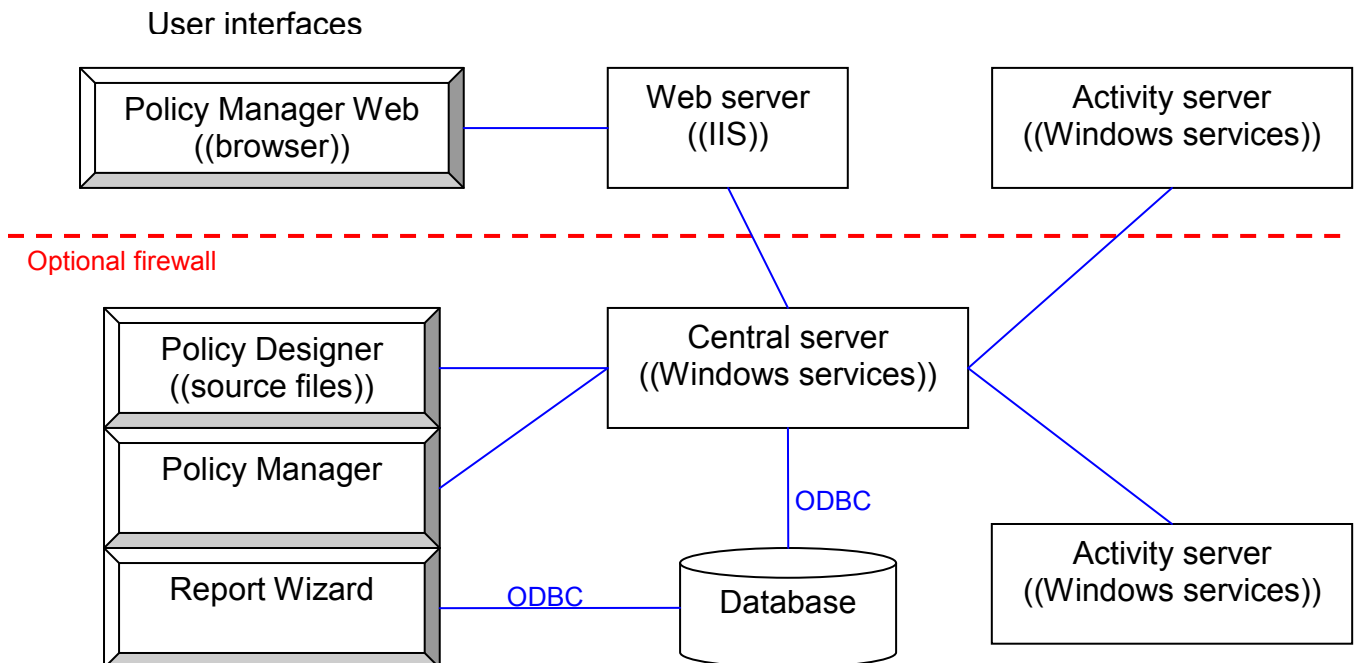 User interfaces
Policy Manager Web
((browser))
Web server
((IIS))
Activity server
((Windows services))
Optional firewall
Policy Designer
((source files))
Central server
((Windows services))
Policy Manager
ODBC
Report Wizard
ODBC
Database
Activity server
((Windows services))